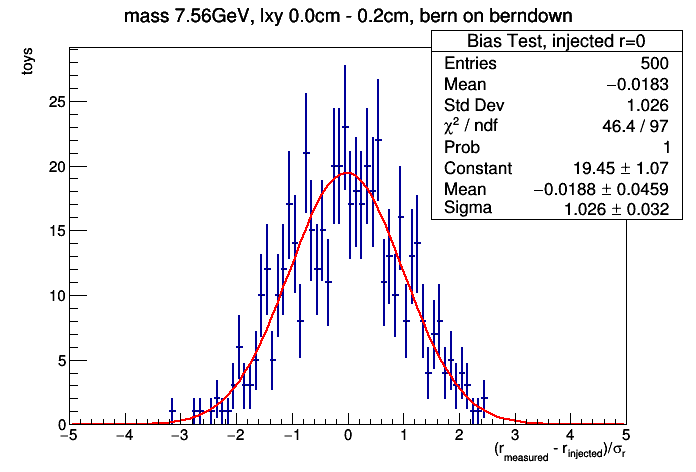 mass 7.56GeV, lxy 0.0cm - 0.2cm, bern on berndown
toys
Bias Test, injected r=0
Entries 500
Mean −0.0183
Std Dev 1.026
χ² / ndf 46.4 / 97
Prob 1
Constant 19.45 ± 1.07
Mean −0.0188 ± 0.0459
Sigma 1.026 ± 0.032
25
20
15
10
5
0
−5 −4 −3 −2 −1 0 1 2 3 4 5
(r_measured - r_injected)/σ_r